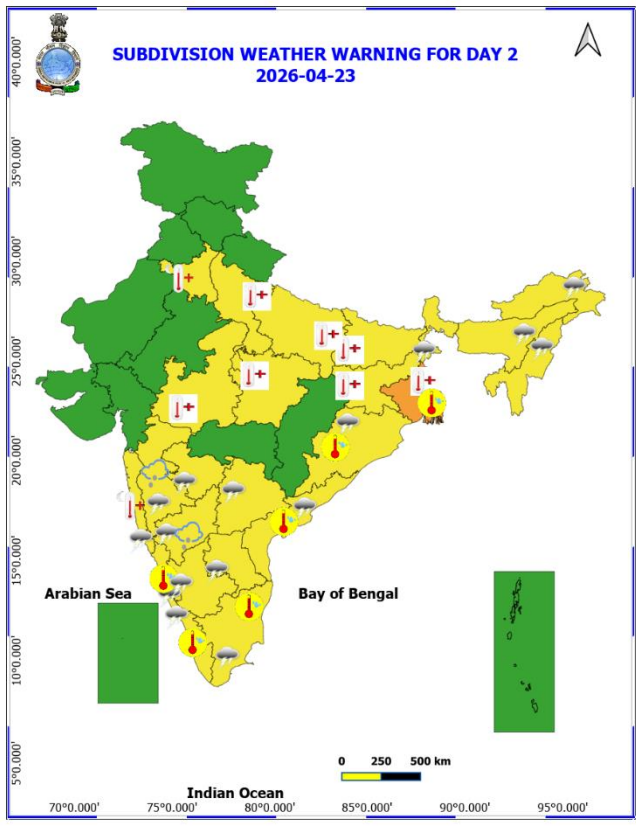 SUBDIVISION WEATHER WARNING FOR DAY 2
2026-04-23
40°0.000'
35°0.000'
30°0.000'
25°0.000'
20°0.000'
15°0.000'
10°0.000'
5°0.000'
Arabian Sea
Bay of Bengal
0 250 500 km
Indian Ocean
70°0.000' 75°0.000' 80°0.000' 85°0.000' 90°0.000' 95°0.000'